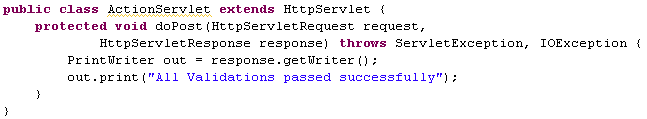 public class ActionServlet extends HttpServlet {
    protected void doPost(HttpServletRequest request,
            HttpServletResponse response) throws ServletException, IOException {
        PrintWriter out = response.getWriter();
        out.print("All Validations passed successfully");
    }
}